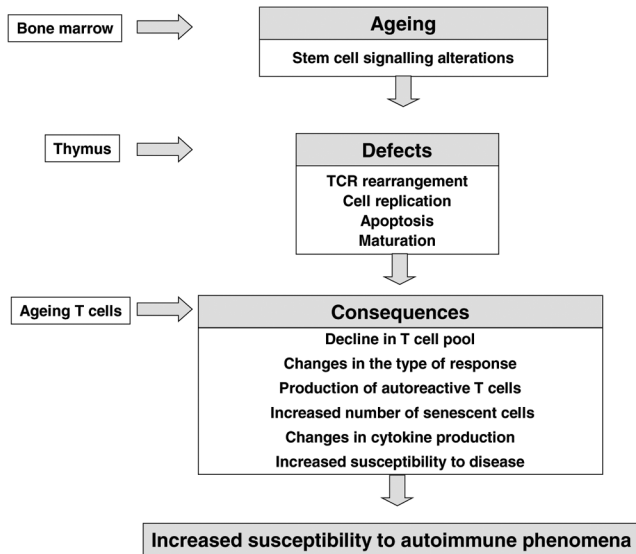 Bone marrow
Ageing
Stem cell signalling alterations
Thymus
Defects
TCR rearrangement
Cell replication
Apoptosis
Maturation
Ageing T cells
Consequences
Decline in T cell pool
Changes in the type of response
Production of autoreactive T cells
Increased number of senescent cells
Changes in cytokine production
Increased susceptibility to disease
Increased susceptibility to autoimmune phenomena